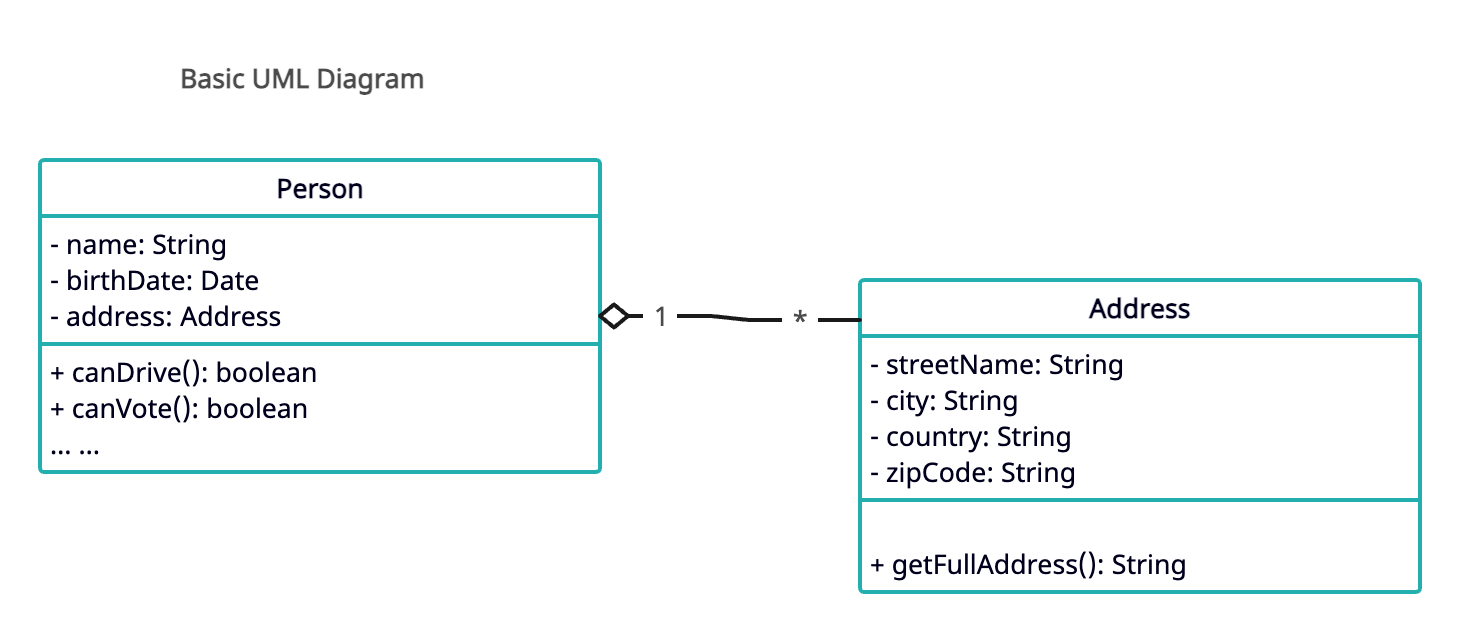 Basic UML Diagram
Person
- name: String
- birthDate: Date
- address: Address
+ canDrive(): boolean
+ canVote(): boolean
... ...
1
*
Address
- streetName: String
- city: String
- country: String
- zipCode: String
+ getFullAddress(): String